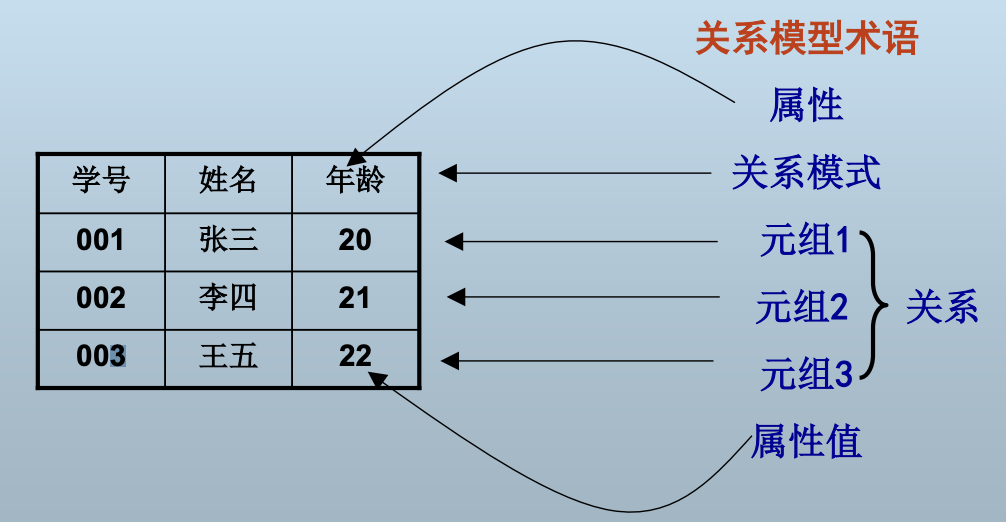 关系模型术语
属性
关系模式
元组1
元组2
元组3
关系
属性值
学号 姓名 年龄
001 张三 20
002 李四 21
003 王五 22